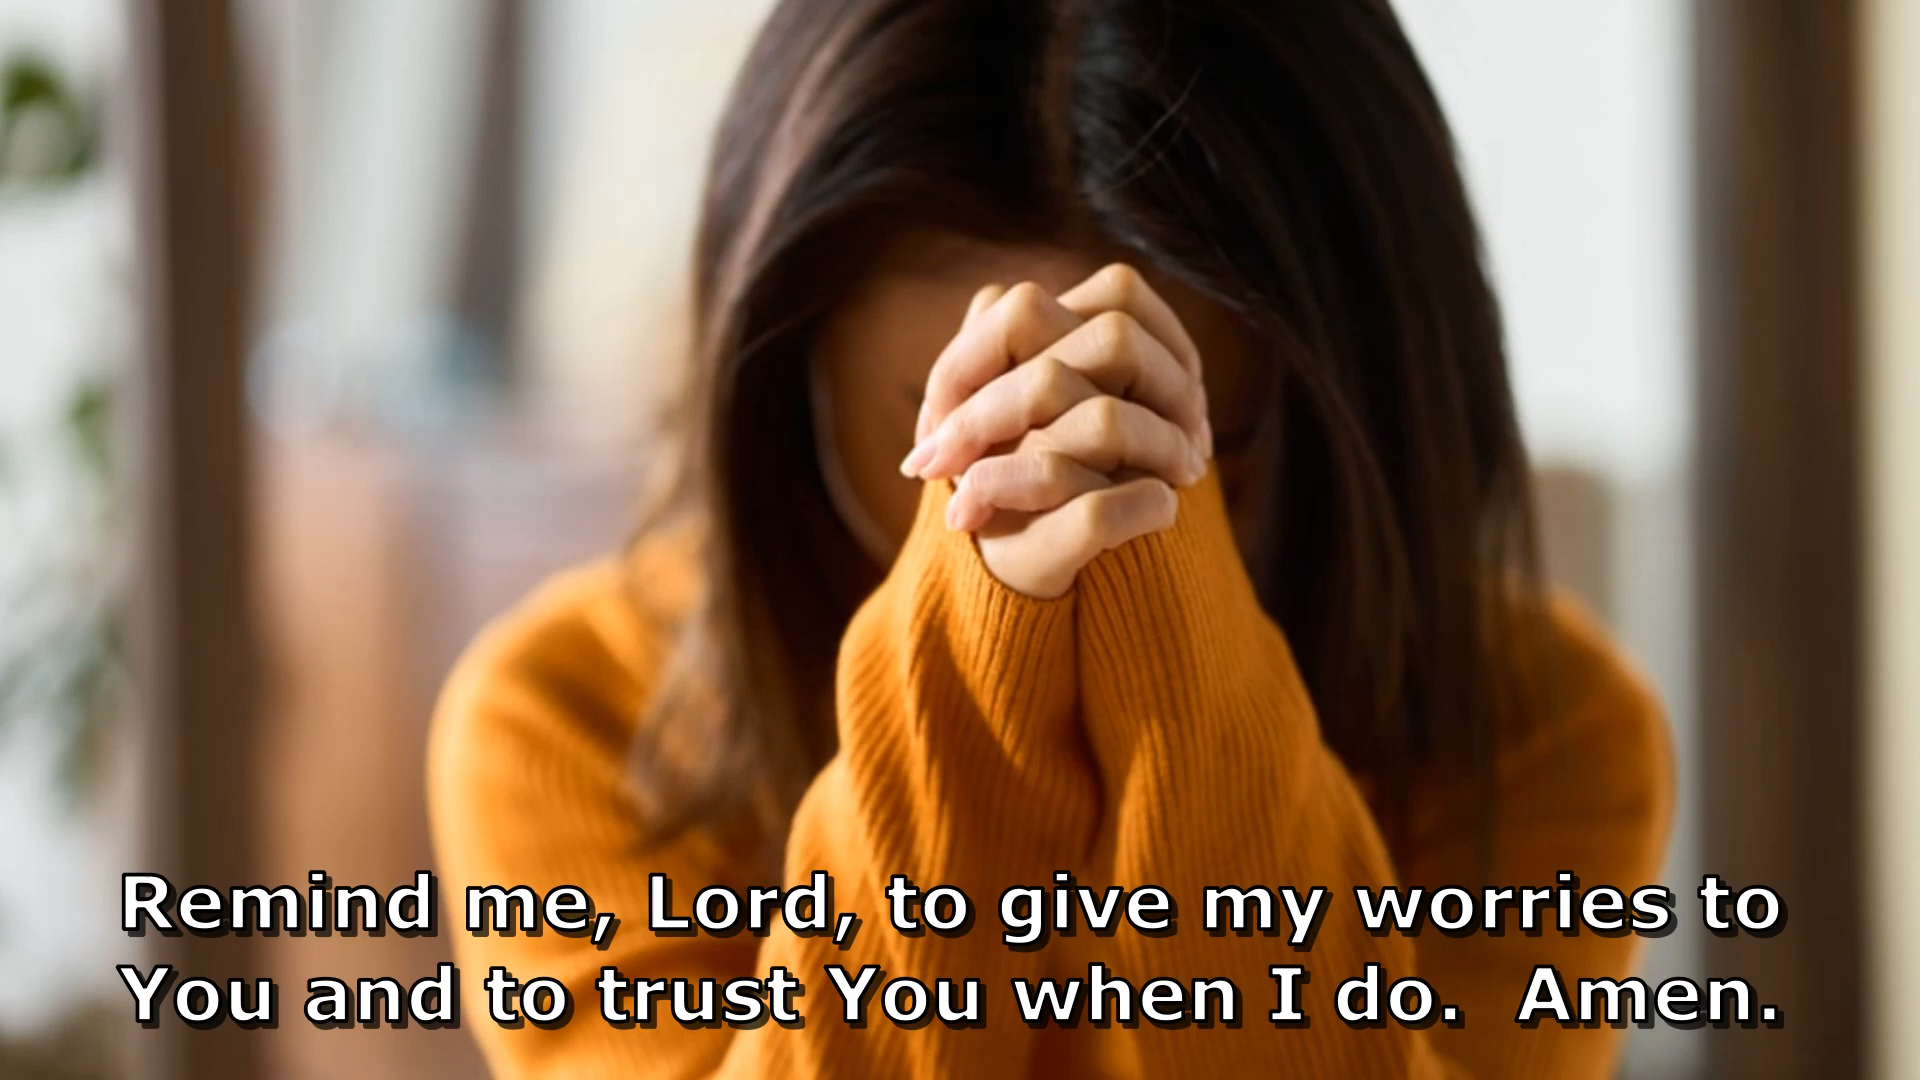 Remind me, Lord, to give my worries to
You and to trust You when I do.  Amen.